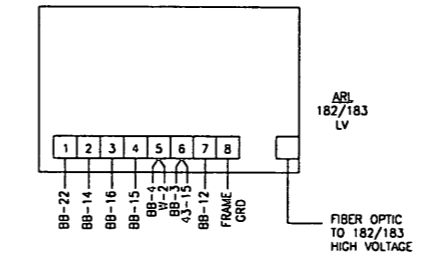 ARL
182/183
LV
1 2 3 4 5 6 7 8
BB-22
BB-14
BB-16
BB-15
BB-4
W-2
BB-3
43-15
BB-12
FRAME
GRD
FIBER OPTIC
TO 182/183
HIGH VOLTAGE